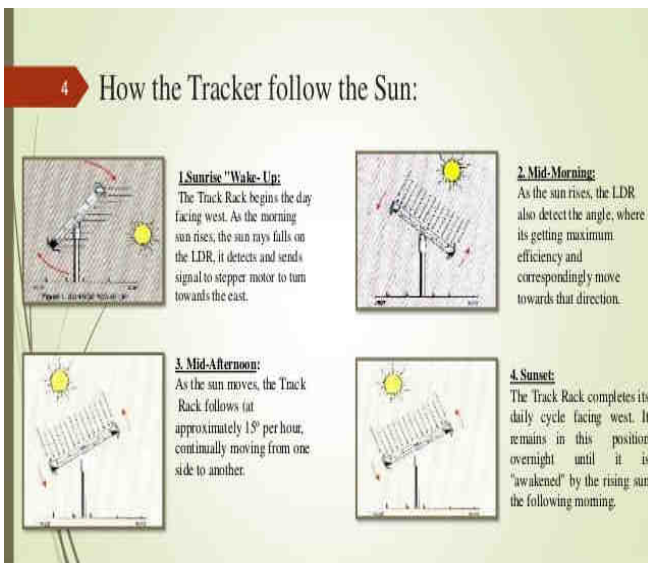 4
How the Tracker follow the Sun:
1.Sunrise "Wake- Up:
The Track Rack begins the day
facing west. As the morning
sun rises, the sun rays falls on
the LDR, it detects and sends
signal to stepper motor to turn
towards the east.
2. Mid-Morning:
As the sun rises, the LDR
also detect the angle, where
its getting maximum
efficiency and
correspondingly move
towards that direction.
3. Mid-Afternoon:
As the sun moves, the Track
Rack follows (at
approximately 15º per hour,
continually moving from one
side to another.
4. Sunset:
The Track Rack completes its
daily cycle facing west. It
remains in this position
overnight until it is
"awakened" by the rising sun
the following morning.